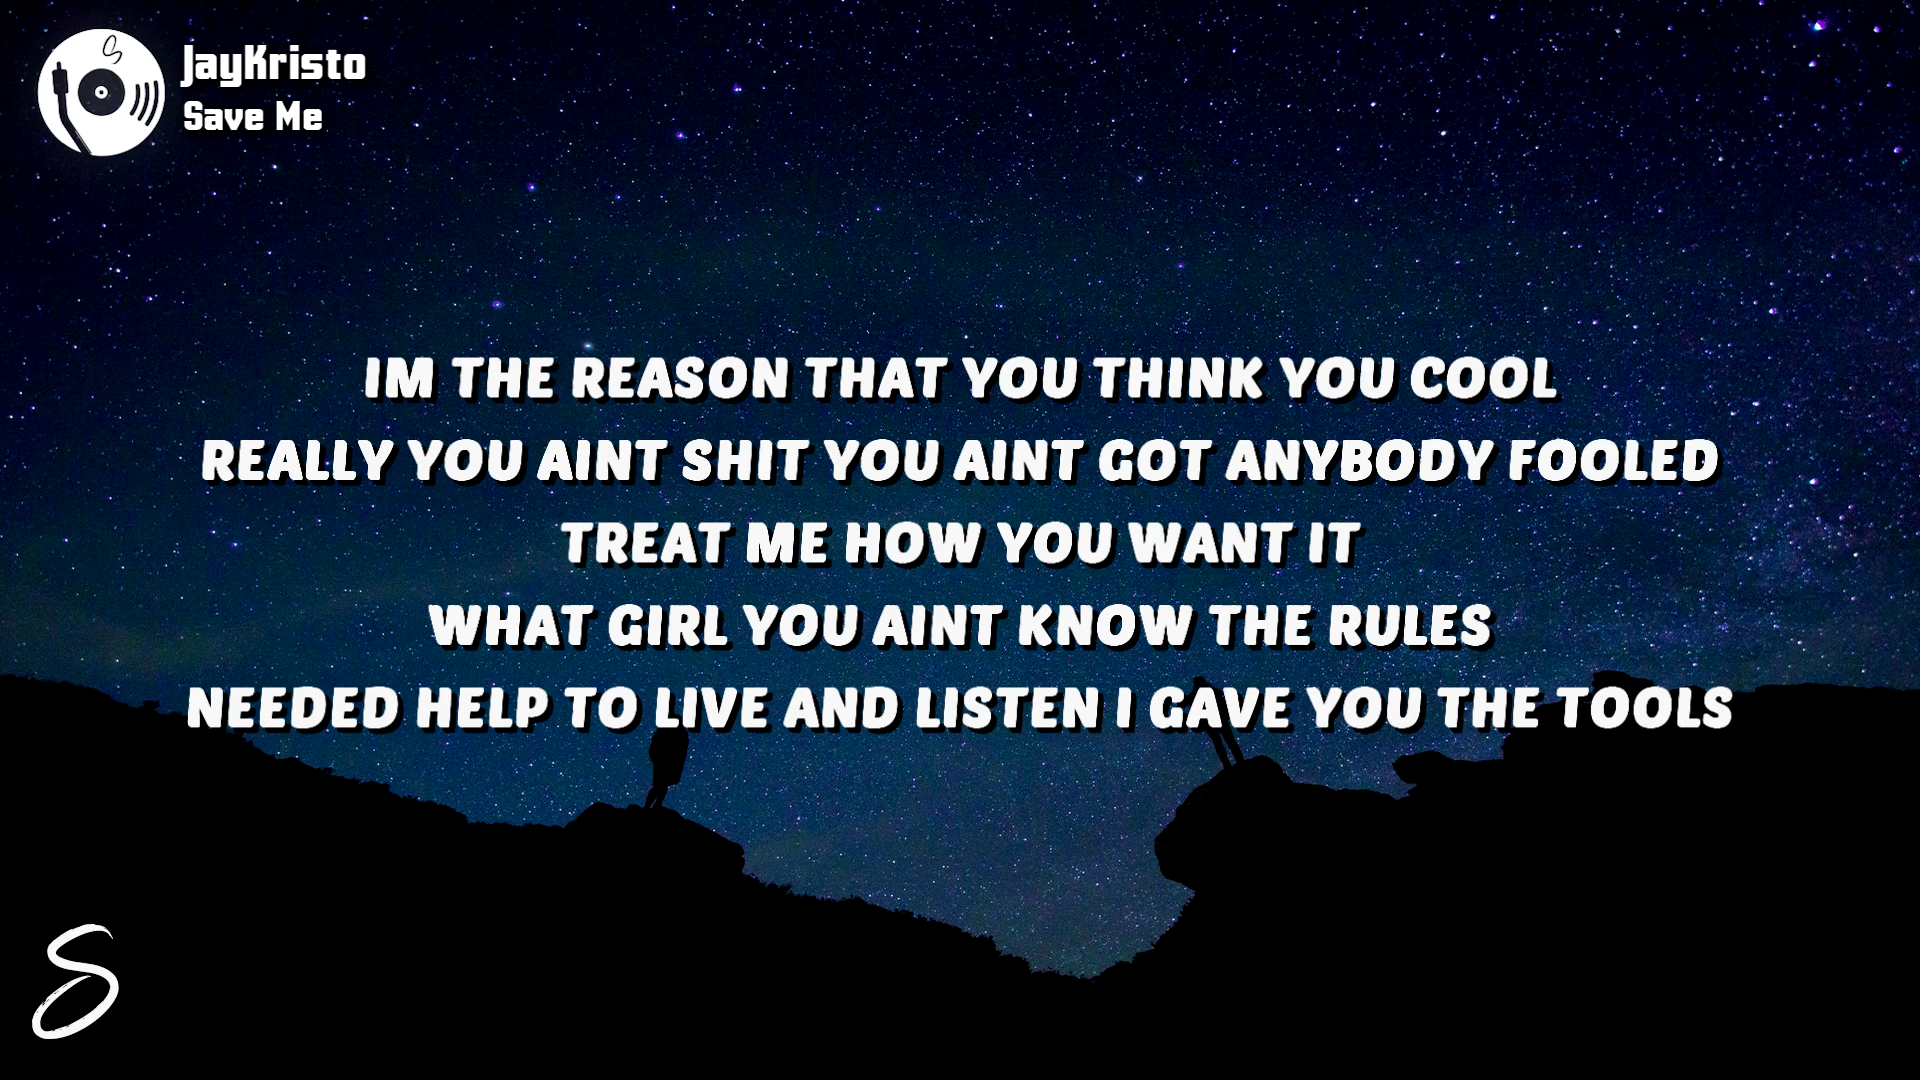 JayKristo
Save Me
IM THE REASON THAT YOU THINK YOU COOL
REALLY YOU AINT SHIT YOU AINT GOT ANYBODY FOOLED
TREAT ME HOW YOU WANT IT
WHAT GIRL YOU AINT KNOW THE RULES
NEEDED HELP TO LIVE AND LISTEN I GAVE YOU THE TOOLS
S